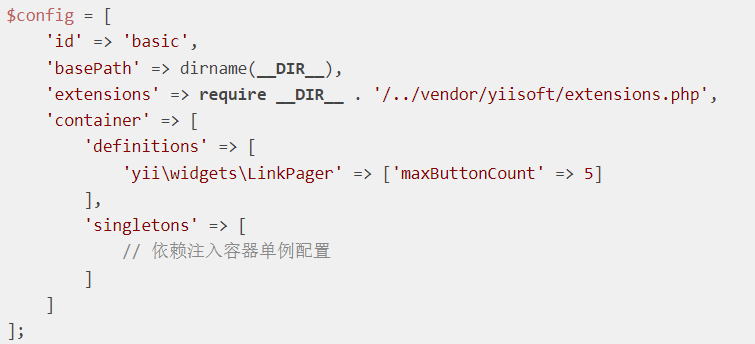 $config = [
    'id' => 'basic',
    'basePath' => dirname(__DIR__),
    'extensions' => require __DIR__ . '/../vendor/yiisoft/extensions.php',
    'container' => [
        'definitions' => [
            'yii\widgets\LinkPager' => ['maxButtonCount' => 5]
        ],
        'singletons' => [
            // 依赖注入容器单例配置
        ]
    ]
];